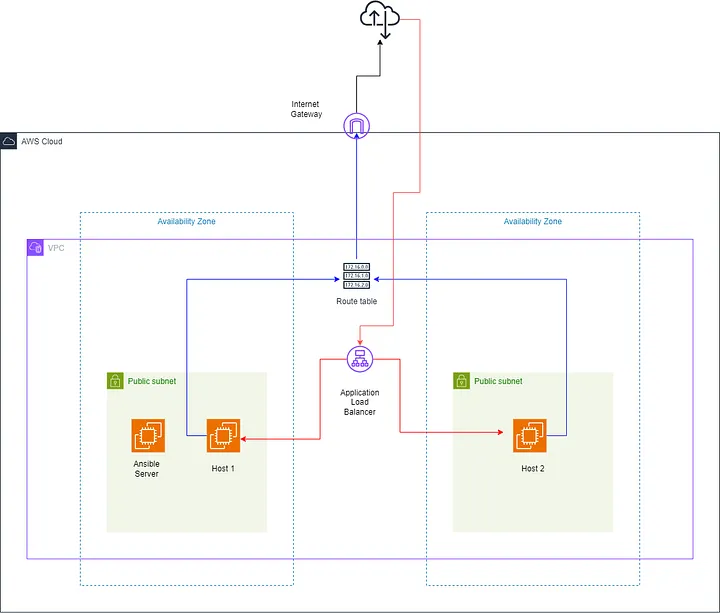 Internet
Gateway
AWS Cloud
Availability Zone
Availability Zone
VPC
172.16.0.0
172.16.1.0
172.16.2.0
Route table
Public subnet
Public subnet
Application
Load
Balancer
Ansible
Server
Host 1
Host 2